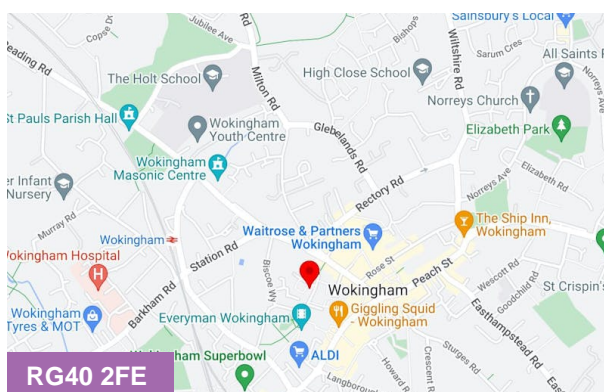 Sainsbury's Local
Jubilee Ave
Copse Dr
Bishops
Reading Rd
Sarum Cres
Wiltshire Rd
All Saints
The Holt School
High Close School
Milton Rd
Norreys Church
St Pauls Parish Hall
Wokingham
Youth Centre
Glebelands Rd
Elizabeth Park
Wokingham
Masonic Centre
Norreys Ave
Elizabeth Rd
er Infant
Nursery
Rectory Rd
Murray Rd
Waitrose & Partners
Wokingham
The Ship Inn,
Wokingham
Wokingham
Station Rd
Rose St
Peach St
Wokingham Hospital
Biscoe Wy
Wescott Rd
Goodchild Rd
St Crispin's
Barkham Rd
Wokingham
Easthampstead Rd
Tyres & MOT
Everyman Wokingham
Giggling Squid
- Wokingham
ALDI
Sturges Rd
Crescent R
Howard R
Langborou
Wokingham Superbowl
RG40 2FE